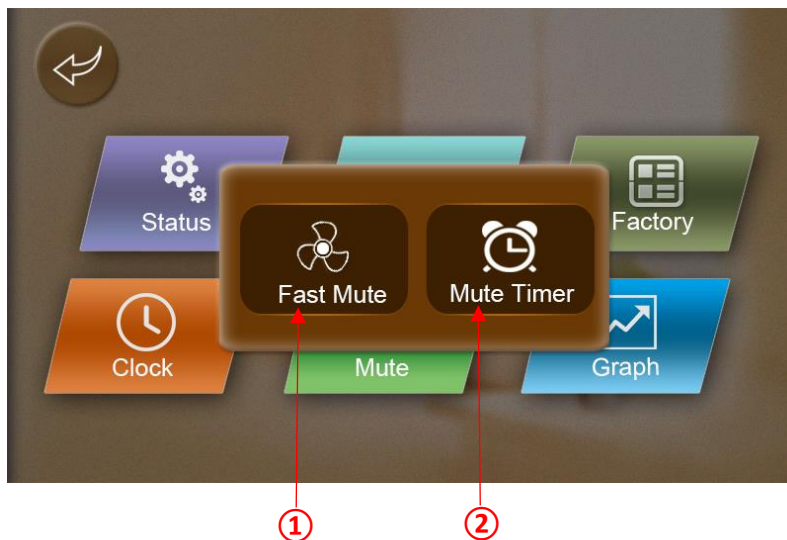 Status
Factory
Fast Mute
Mute Timer
Clock
Mute
Graph
①
②